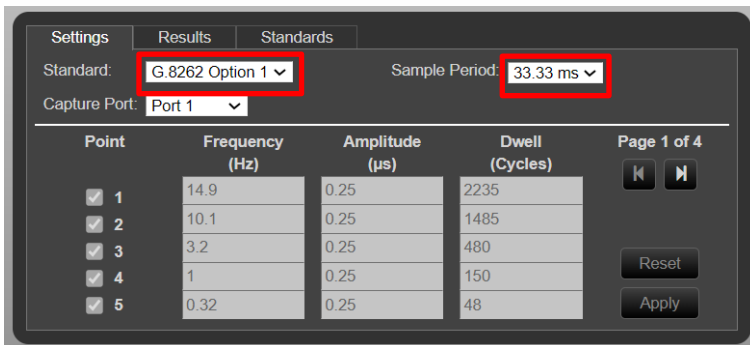 Settings Results Standards
Standard: G.8262 Option 1 Sample Period: 33.33 ms
Capture Port: Port 1
Point Frequency (Hz) Amplitude (µs) Dwell (Cycles) Page 1 of 4
1 14.9 0.25 2235
2 10.1 0.25 1485
3 3.2 0.25 480
Reset
4 1 0.25 150
5 0.32 0.25 48 Apply